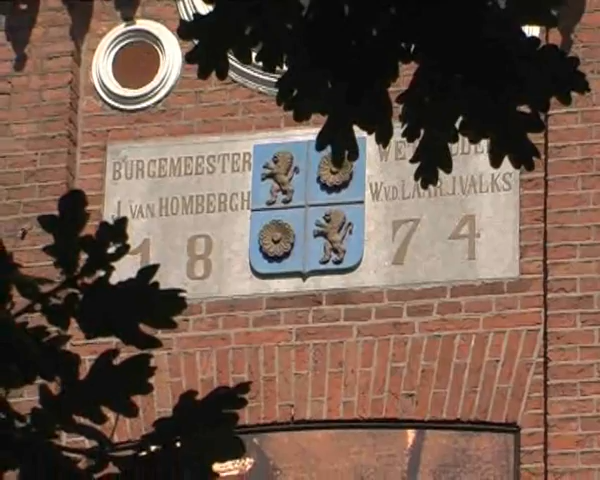 BURGEMEESTER
J. VAN HOMBERGH W.V.D. LAAR. J. VALKS
1874